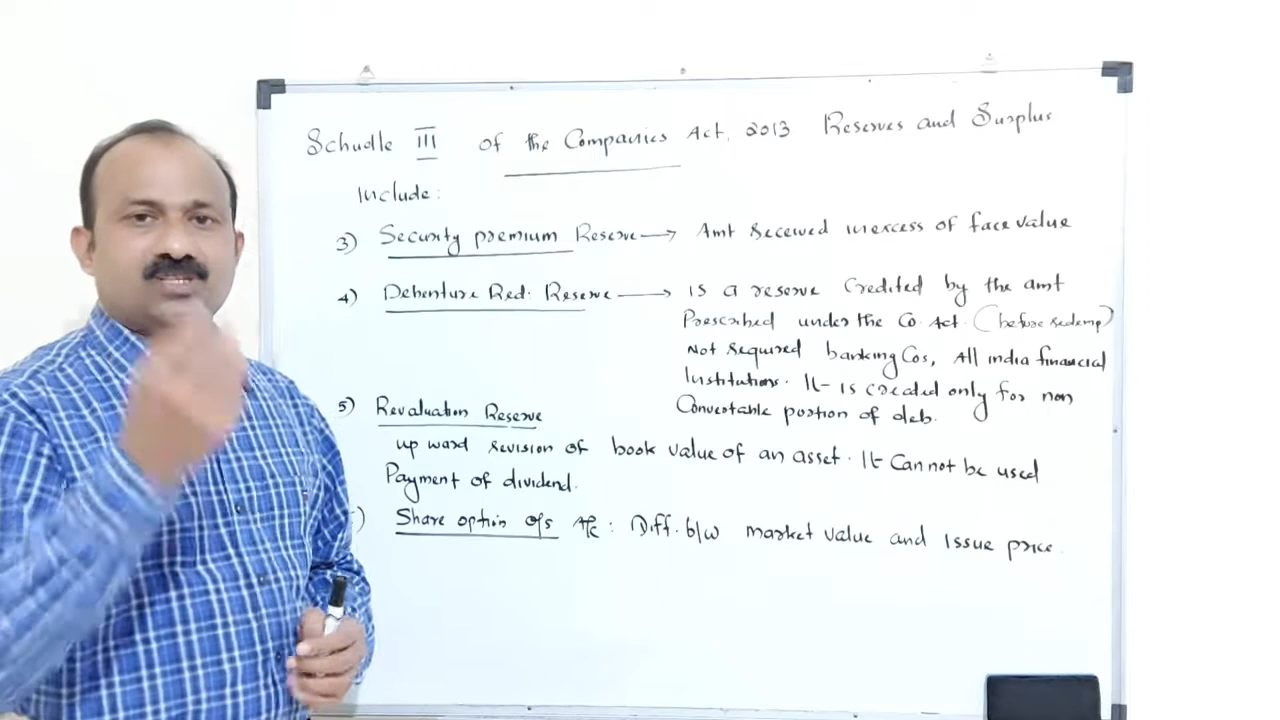 Schudle III of the Companies Act, 2013 Reserves and Surplus
Include:
3) Security premium Reserve → Amt received inexcess of face value
4) Debenture Red. Reserve → is a reserve credited by the amt
Prescribed under the Co. Act. (before redemp)
Not required banking Cos, All india financial
Institutions. It is created only for non
Convertable portion of deb.
5) Revaluation Reserve
up ward revision of book value of an asset. It Cannot be used
Payment of dividend.
) Share option o/s A/c : Diff. b/w market value and issue price.